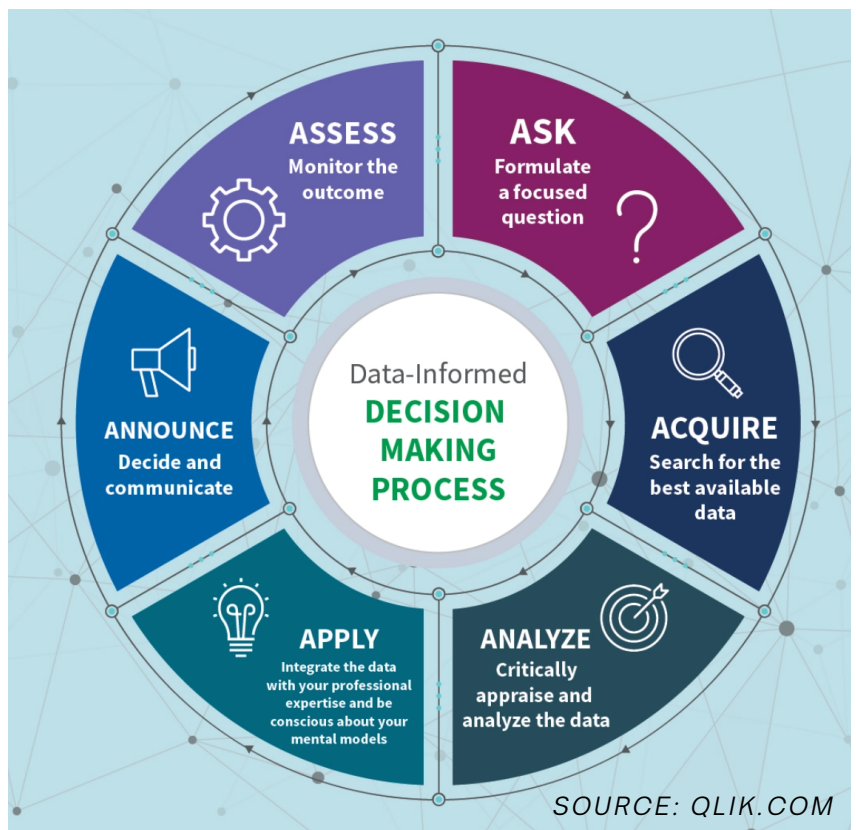 Data-Informed
DECISION
MAKING
PROCESS
ASK
Formulate
a focused
question
ACQUIRE
Search for the
best available
data
ANALYZE
Critically
appraise and
analyze the data
APPLY
Integrate the data
with your professional
expertise and be
conscious about your
mental models
ANNOUNCE
Decide and
communicate
ASSESS
Monitor the
outcome
SOURCE: QLIK.COM